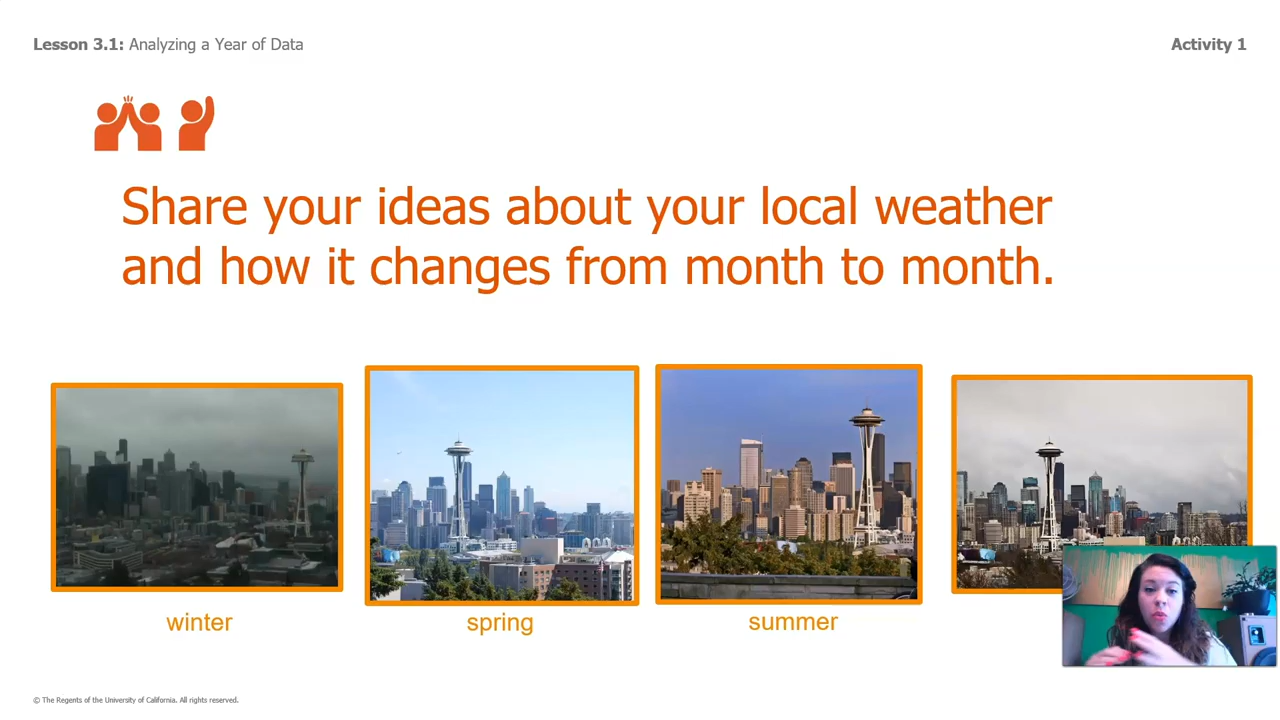 Lesson 3.1: Analyzing a Year of Data
Activity 1
Share your ideas about your local weather
and how it changes from month to month.
winter
spring
summer
© The Regents of the University of California. All rights reserved.